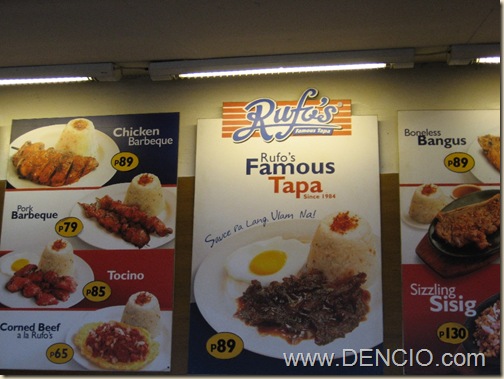 Chicken
Barbeque
P89
Pork
Barbeque
P79
Tocino
P85
Corned Beef
a la Rufo's
P65
Rufo's
Famous Tapa
Rufo's
Famous
Tapa
Since 1984
Sauce Pa Lang Ulam Na!
P89
Boneless
Bangus
P89
Sizzling
Sisig
P130
www.DENCIO.com